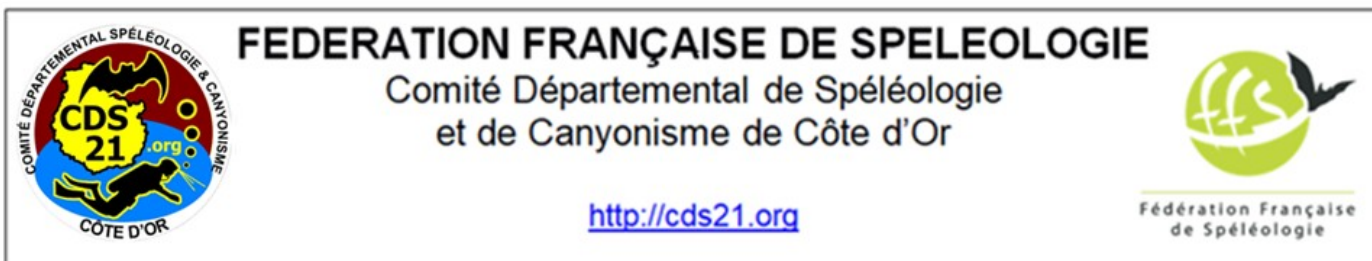 COMITÉ DÉPARTEMENTAL SPÉLÉOLOGIE & CANYONISME
CDS
21
.org
CÔTE D'OR
FEDERATION FRANÇAISE DE SPELEOLOGIE
Comité Départemental de Spéléologie
et de Canyonisme de Côte d'Or
http://cds21.org
ffs
Fédération Française
de Spéléologie